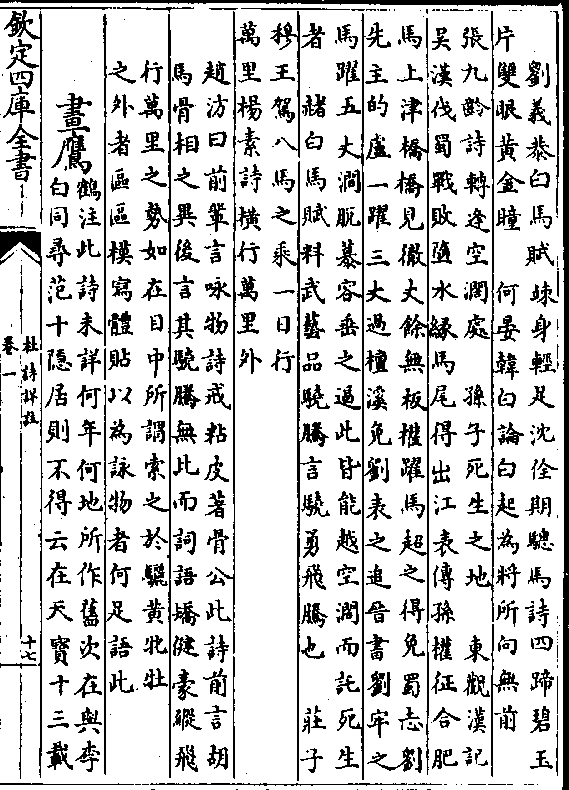 劉義恭白馬賦竦身輕足沈佺期驄馬詩四蹄碧玉
片雙眼黃金瞳　何晏韓白論白起為將所向無前
張九齡詩轉逢空濶處　孫子死生之地　東觀漢記
吴漢伐蜀戰敗墮水緣馬尾得出江表傳孫權征合肥
馬上津橋橋見徹丈餘無板權躍馬超之得免蜀志劉
先主的盧一躍三丈過檀溪免劉表之追晉書劉牢之
馬躍五丈澗脱慕容垂之逼此皆能越空濶而託死生
者　赭白馬賦料武藝品驍騰言驍勇飛騰也　莊子
穆王駕八馬之乘一日行
萬里楊素詩橫行萬里外
趙汸曰前輩言咏物詩戒粘皮著骨公此詩前言胡
馬骨相之異後言其驍騰無比而詞語矯健豪縱飛
行萬里之勢如在目中所謂索之於驪黃牝牡
之外者區區模寫體貼以為詠物者何足語此
畫鷹
鶴注此詩未詳何年何地所作舊次在與李
白同尋范十隐居則不得云在天寶十三載
欽定四庫全書
杜詩詳註
卷一
十七